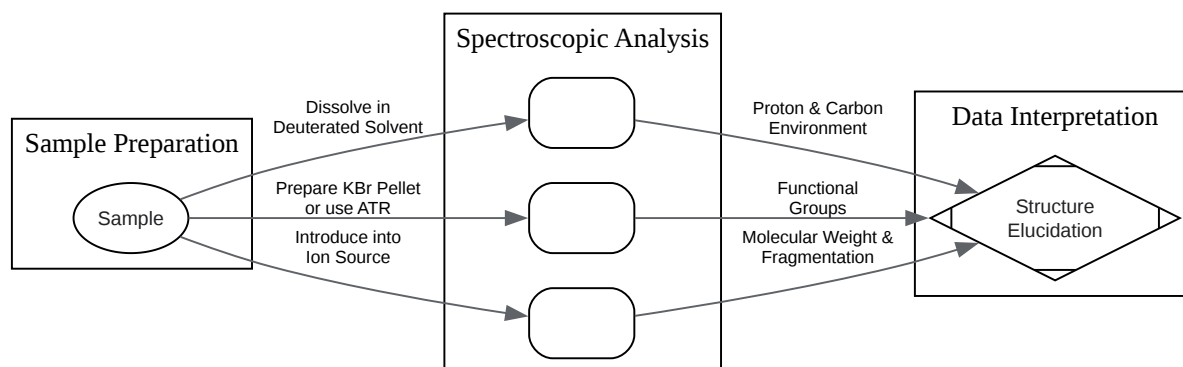 Spectroscopic Analysis
Dissolve in
Deuterated Solvent
Proton & Carbon
Environment
Sample Preparation
Data Interpretation
Sample
Prepare KBr Pellet
or use ATR
Functional
Groups
Structure
Elucidation
Introduce into
Ion Source
Molecular Weight &
Fragmentation